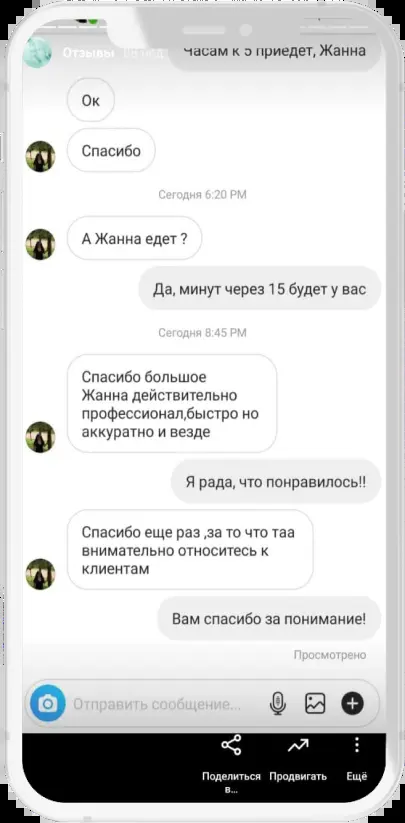 Отзывы
Часам к 5 приедет, Жанна
Ок
Спасибо
Сегодня 6:20 PM
А Жанна едет ?
Да, минут через 15 будет у вас
Сегодня 8:45 PM
Спасибо большое
Жанна действительно
профессионал,быстро но
аккуратно и везде
Я рада, что понравилось!!
Спасибо еще раз ,за то что таа
внимательно относитесь к
клиентам
Вам спасибо за понимание!
Просмотрено
Отправить сообщение...
Поделиться
в...
Продвигать
Ещё